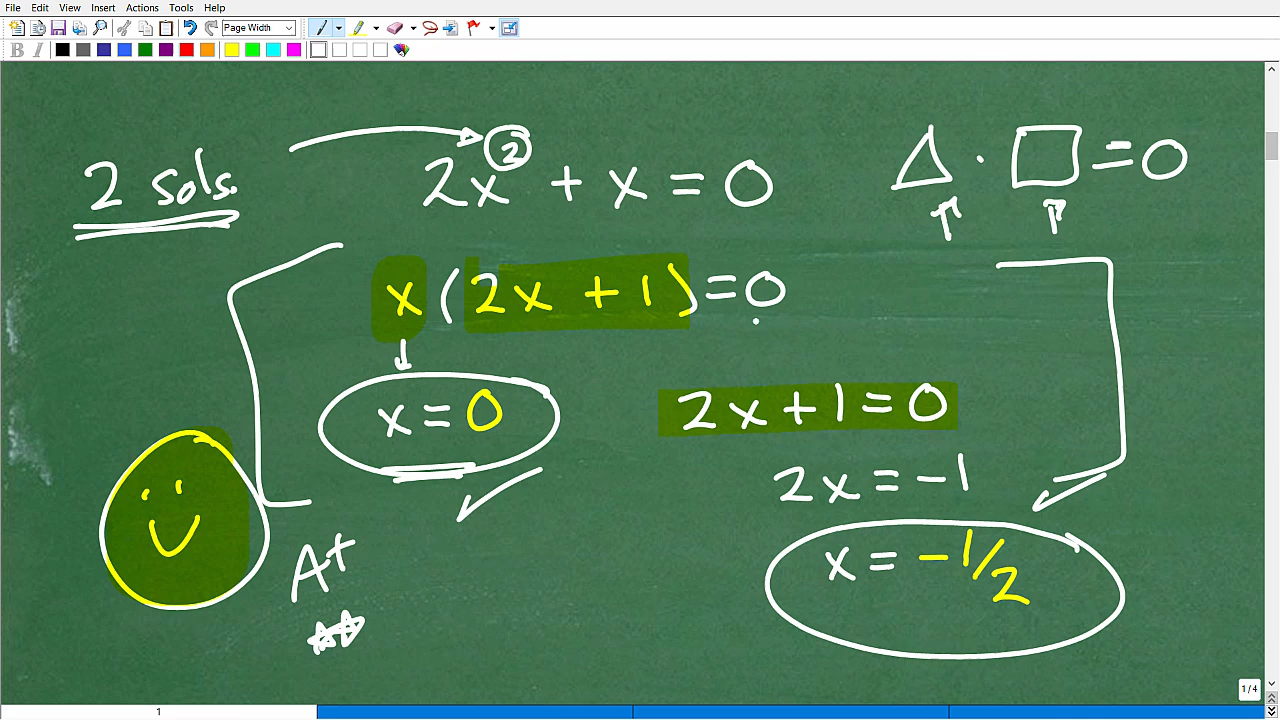 File Edit View Insert Actions Tools Help
Page Width
B I
2 sols.
2x² + x = 0
△ · □ = 0
x(2x + 1) = 0
x = 0
2x + 1 = 0
2x = -1
x = -1/2
A+
1/4
1